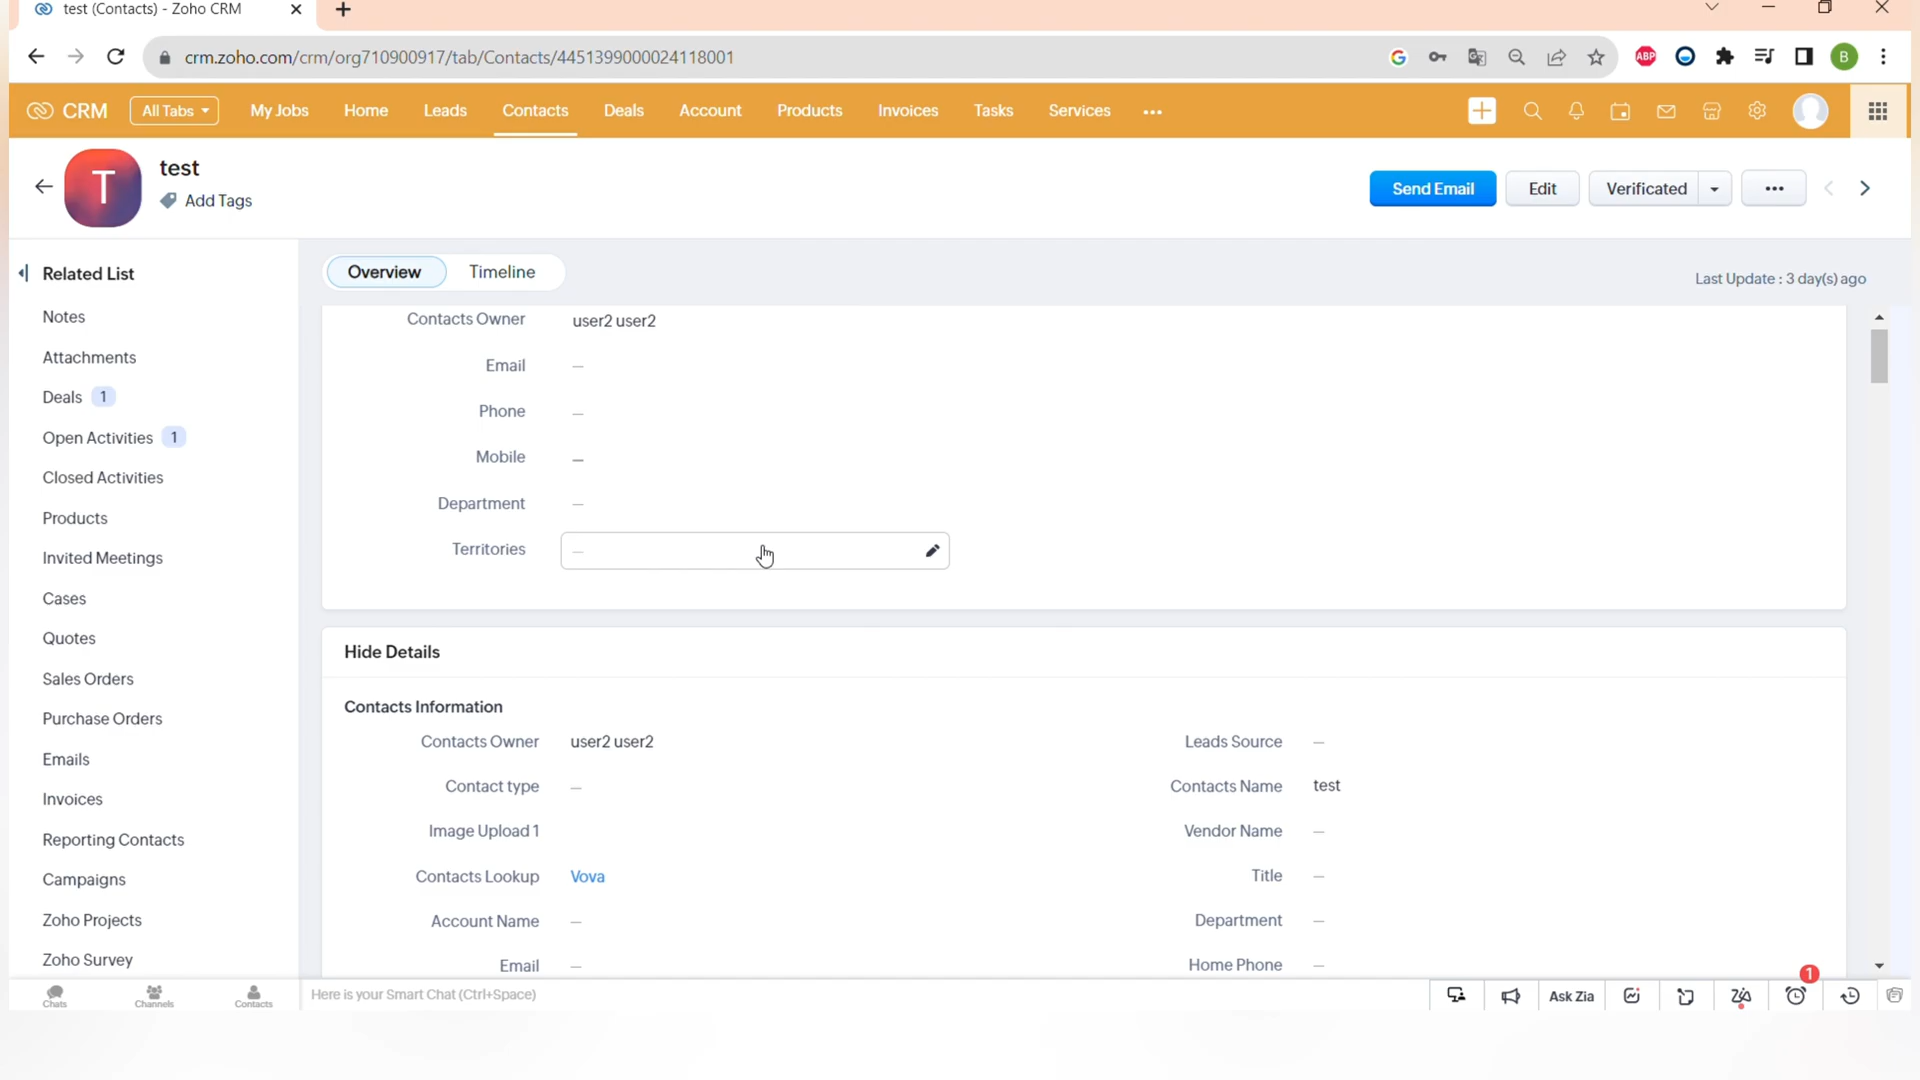 test (Contacts) - Zoho CRM
crm.zoho.com/crm/org710900917/tab/Contacts/4451399000024118001
ABP
B
CRM
All Tabs
My Jobs
Home
Leads
Contacts
Deals
Account
Products
Invoices
Tasks
Services
T
test
Add Tags
Send Email
Edit
Verificated
Related List
Notes
Attachments
Deals 1
Open Activities 1
Closed Activities
Products
Invited Meetings
Cases
Quotes
Sales Orders
Purchase Orders
Emails
Invoices
Reporting Contacts
Campaigns
Zoho Projects
Zoho Survey
Overview
Timeline
Last Update : 3 day(s) ago
Contacts Owner user2 user2
Email —
Phone —
Mobile —
Department —
Territories —
Hide Details
Contacts Information
Contacts Owner user2 user2
Leads Source —
Contact type —
Contacts Name test
Image Upload 1
Vendor Name —
Contacts Lookup Vova
Title —
Account Name —
Department —
Email —
Home Phone —
Chats
Channels
Contacts
Here is your Smart Chat (Ctrl+Space)
Ask Zia
1